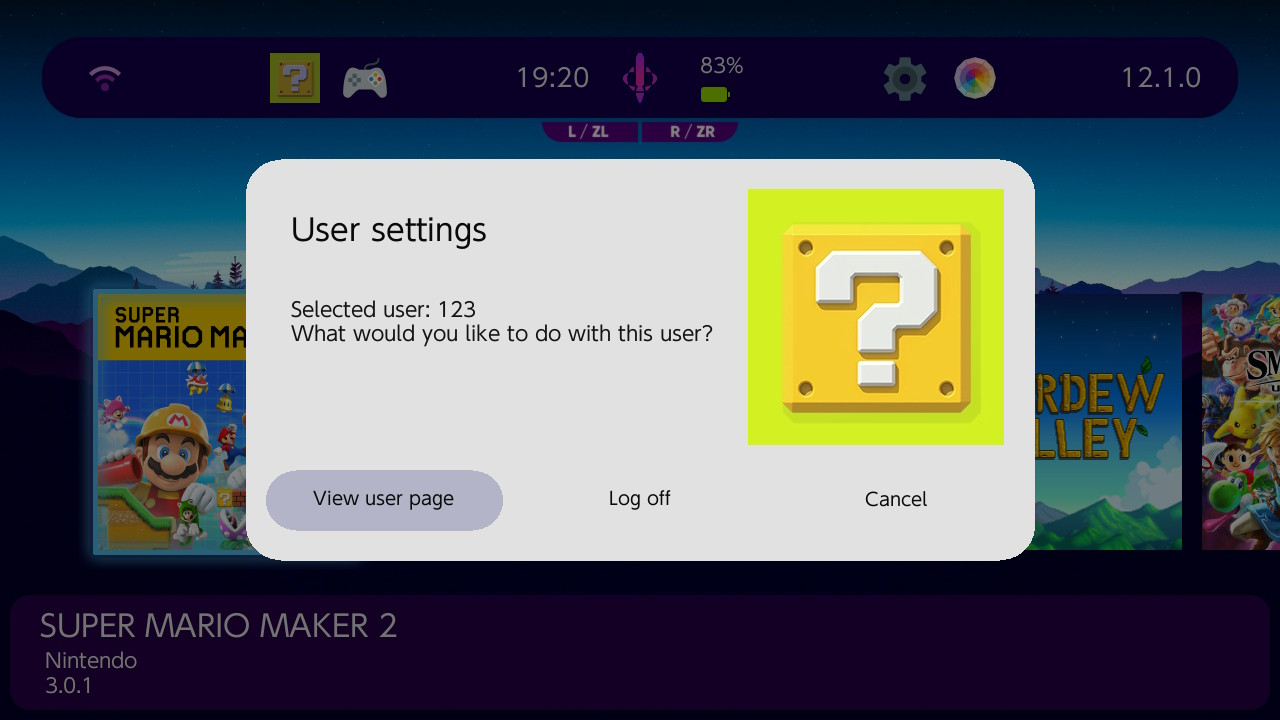 19:20
83%
12.1.0
L / ZL
R / ZR
User settings
Selected user: 123
What would you like to do with this user?
View user page
Log off
Cancel
SUPER
MARIO MA
RDEW
LLEY
SM
SUPER MARIO MAKER 2
Nintendo
3.0.1